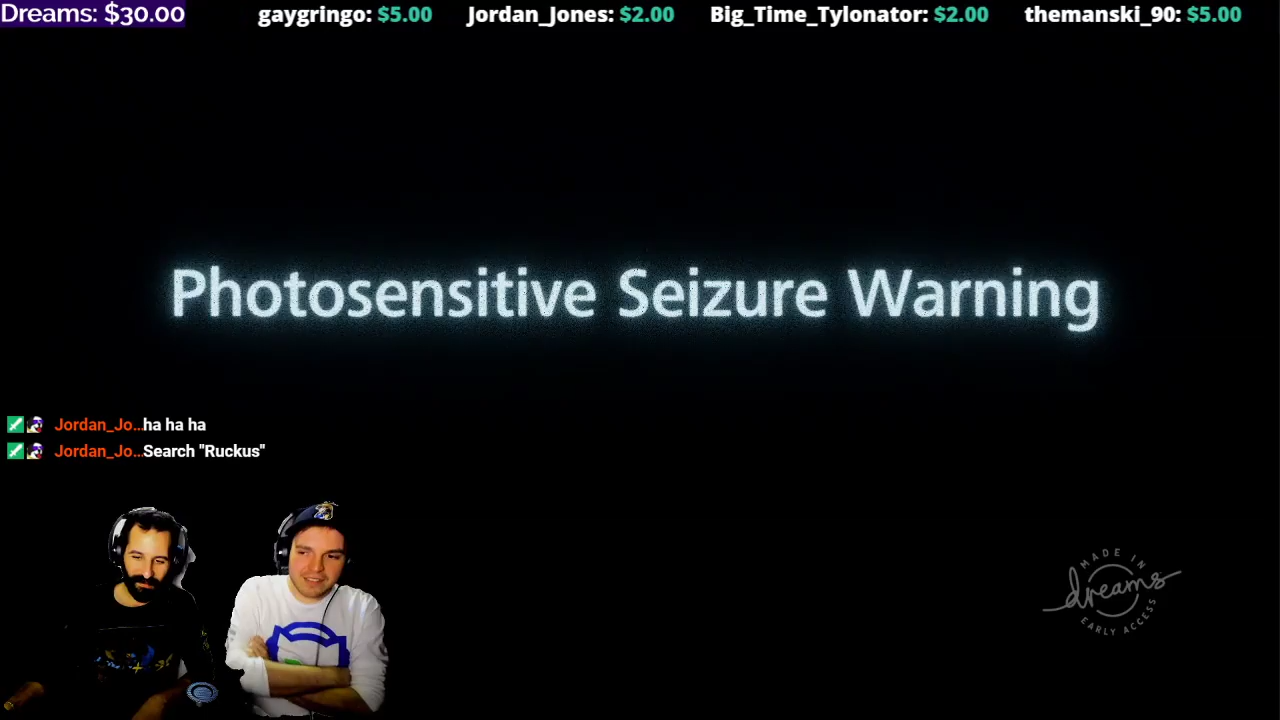 Dreams: $30.00
gaygringo: $5.00 Jordan_Jones: $2.00 Big_Time_Tylonator: $2.00 themanski_90: $5.00
Photosensitive Seizure Warning
Jordan_Jo...ha ha ha
Jordan_Jo...Search "Ruckus"
MADE IN
dreams
EARLY ACCESS